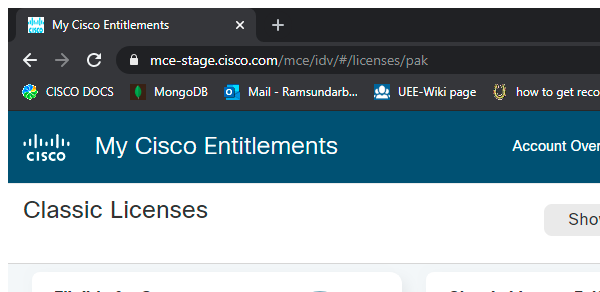 My Cisco Entitlements
mce-stage.cisco.com/mce/idv/#/licenses/pak
CISCO DOCS MongoDB Mail - Ramsundarb... UEE-Wiki page how to get reco
CISCO My Cisco Entitlements Account Over
Classic Licenses
Show